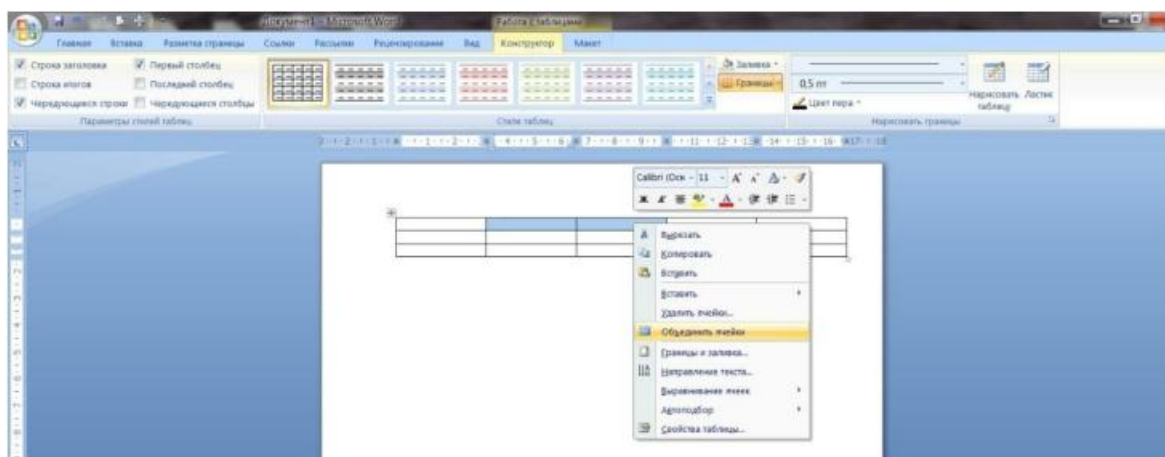 Документ1 - Microsoft Word
Работа с таблицами
Главная Вставка Разметка страницы Ссылки Рассылки Рецензирование Вид Конструктор Макет
Строка заголовка Первый столбец
Строка итогов Последний столбец
Чередующиеся строки Чередующиеся столбцы
Заливка
Границы
0,5 пт
Цвет пера
Нарисовать таблицу
Ластик
Параметры стилей таблиц
Стили таблиц
Нарисовать границы
Calibri (Осн 11
Вырезать
Копировать
Вставить
Вставить
Удалить ячейки...
Объединить ячейки
Границы и заливка...
Направление текста...
Выравнивание ячеек
Автоподбор
Свойства таблицы...